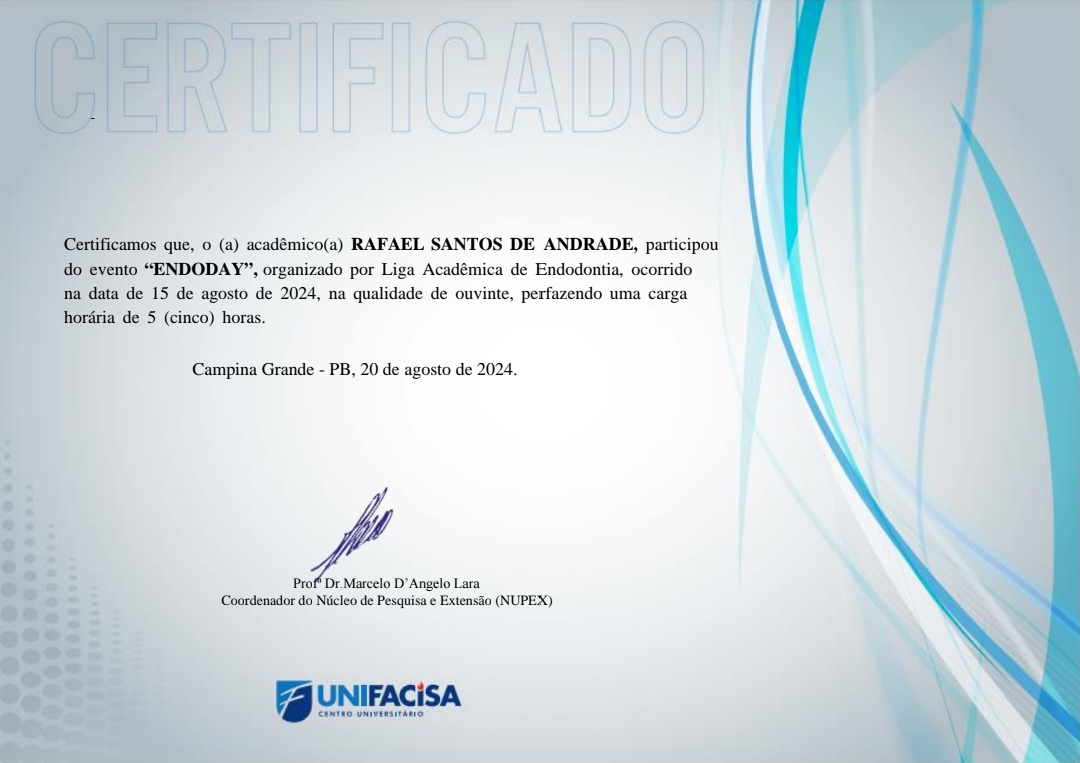 CERTIFICADO
Certificamos que, o (a) acadêmico(a) RAFAEL SANTOS DE ANDRADE, participou
do evento “ENDODAY”, organizado por Liga Acadêmica de Endodontia, ocorrido
na data de 15 de agosto de 2024, na qualidade de ouvinte, perfazendo uma carga
horária de 5 (cinco) horas.
Campina Grande - PB, 20 de agosto de 2024.
Profª Dr.Marcelo D’Angelo Lara
Coordenador do Núcleo de Pesquisa e Extensão (NUPEX)
UNIFACISA
CENTRO UNIVERSITÁRIO